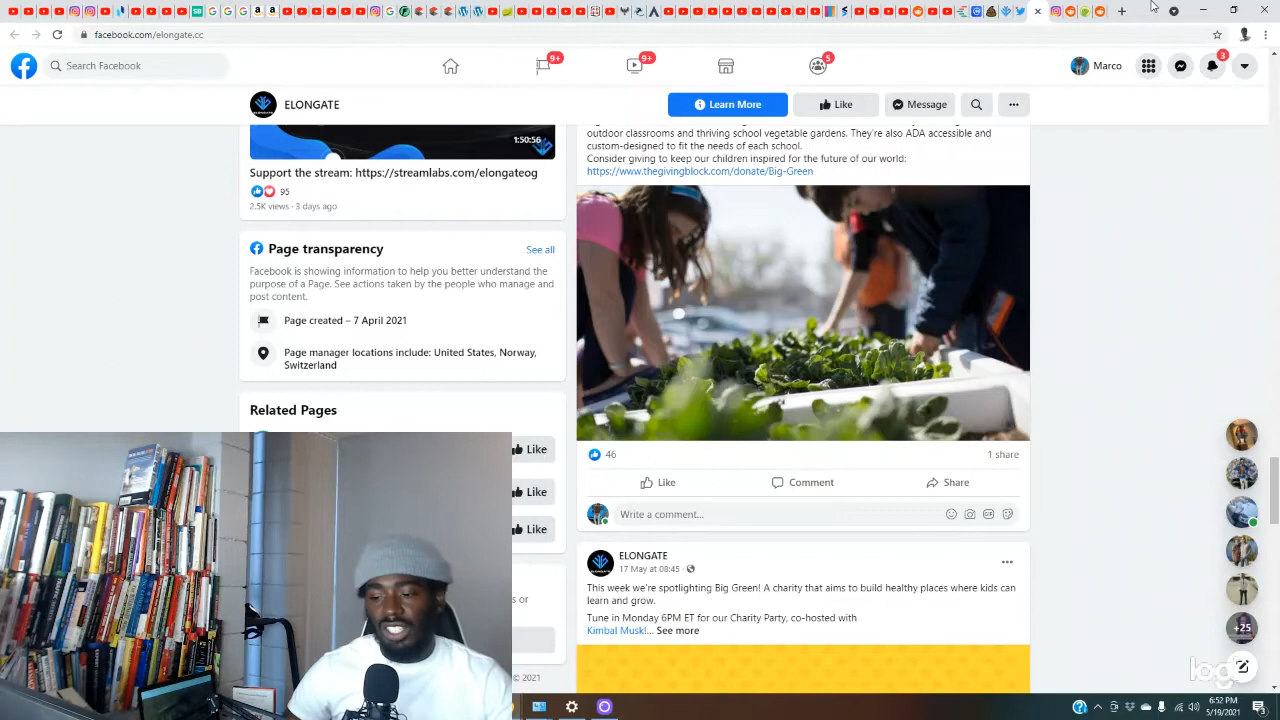 facebook.com/elongate.cc
Search Facebook
9+
9+
5
Marco
3
ELONGATE
Learn More
Like
Message
outdoor classrooms and thriving school vegetable gardens. They're also ADA accessible and
custom-designed to fit the needs of each school.
Consider giving to keep our children inspired for the future of our world:
https://www.thegivingblock.com/donate/Big-Green
1:50:56
Support the stream: https://streamlabs.com/elongateog
95
2.5K views · 3 days ago
Page transparency
See all
Facebook is showing information to help you better understand the
purpose of a Page. See actions taken by the people who manage and
post content.
Page created – 7 April 2021
Page manager locations include: United States, Norway,
Switzerland
Related Pages
Like
Like
Like
s or
© 2021
46
1 share
Like
Comment
Share
Write a comment...
ELONGATE
17 May at 08:45 ·
This week we're spotlighting Big Green! A charity that aims to build healthy places where kids can
learn and grow.
Tune in Monday 6PM ET for our Charity Party, co-hosted with
Kimbal Musk!... See more
+25
logi
6:52 PM
5/19/2021